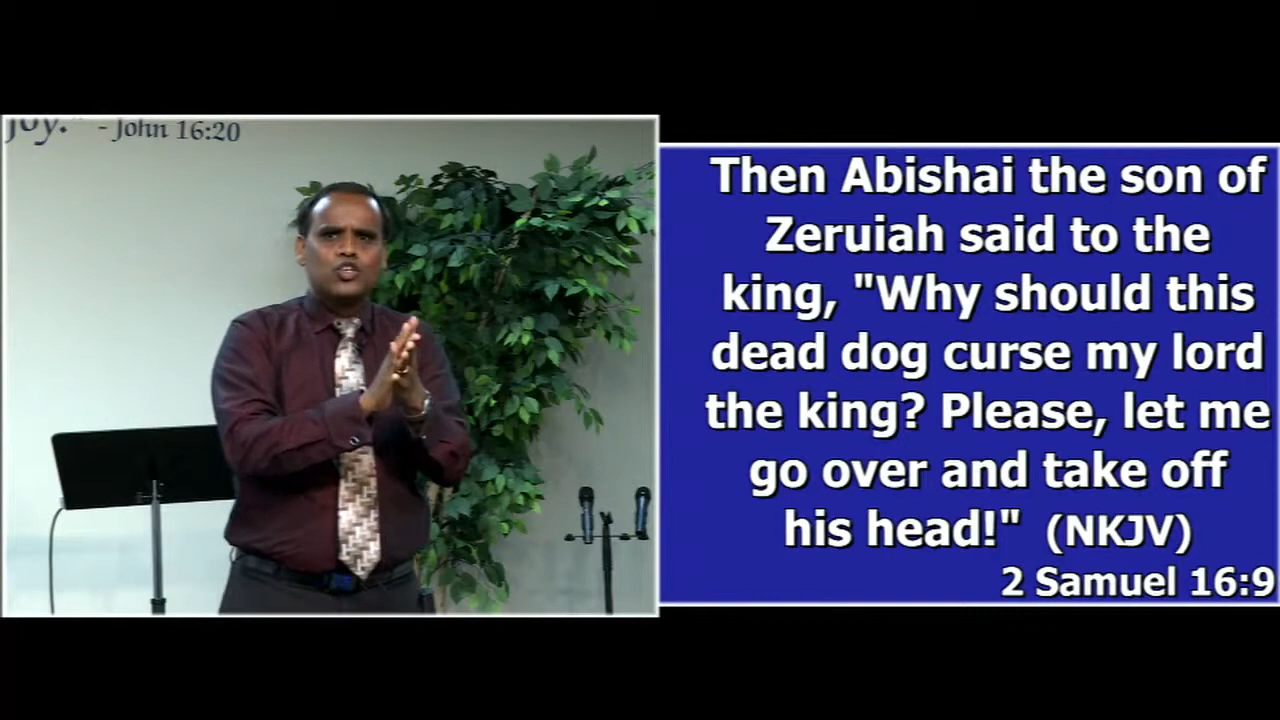 joy." - John 16:20
Then Abishai the son of
Zeruiah said to the
king, "Why should this
dead dog curse my lord
the king? Please, let me
go over and take off
his head!" (NKJV)
2 Samuel 16:9